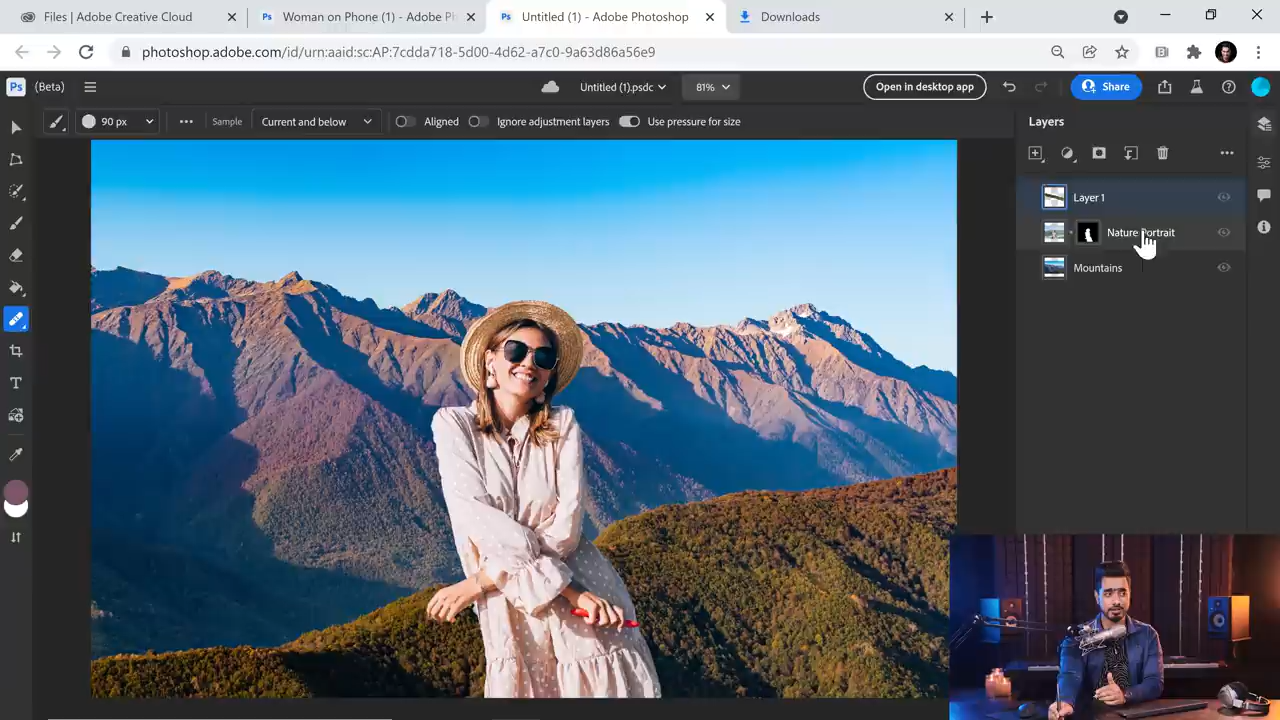 Files | Adobe Creative Cloud
Woman on Phone (1) - Adobe Ph
Untitled (1) - Adobe Photoshop
Downloads
photoshop.adobe.com/id/urn:aaid:sc:AP:7cdda718-5d00-4d62-a7c0-9a63d86a56e9
Ps (Beta)
Untitled (1).psdc
81%
Open in desktop app
Share
90 px
Sample
Current and below
Aligned
Ignore adjustment layers
Use pressure for size
Layers
Layer 1
Nature Portrait
Mountains